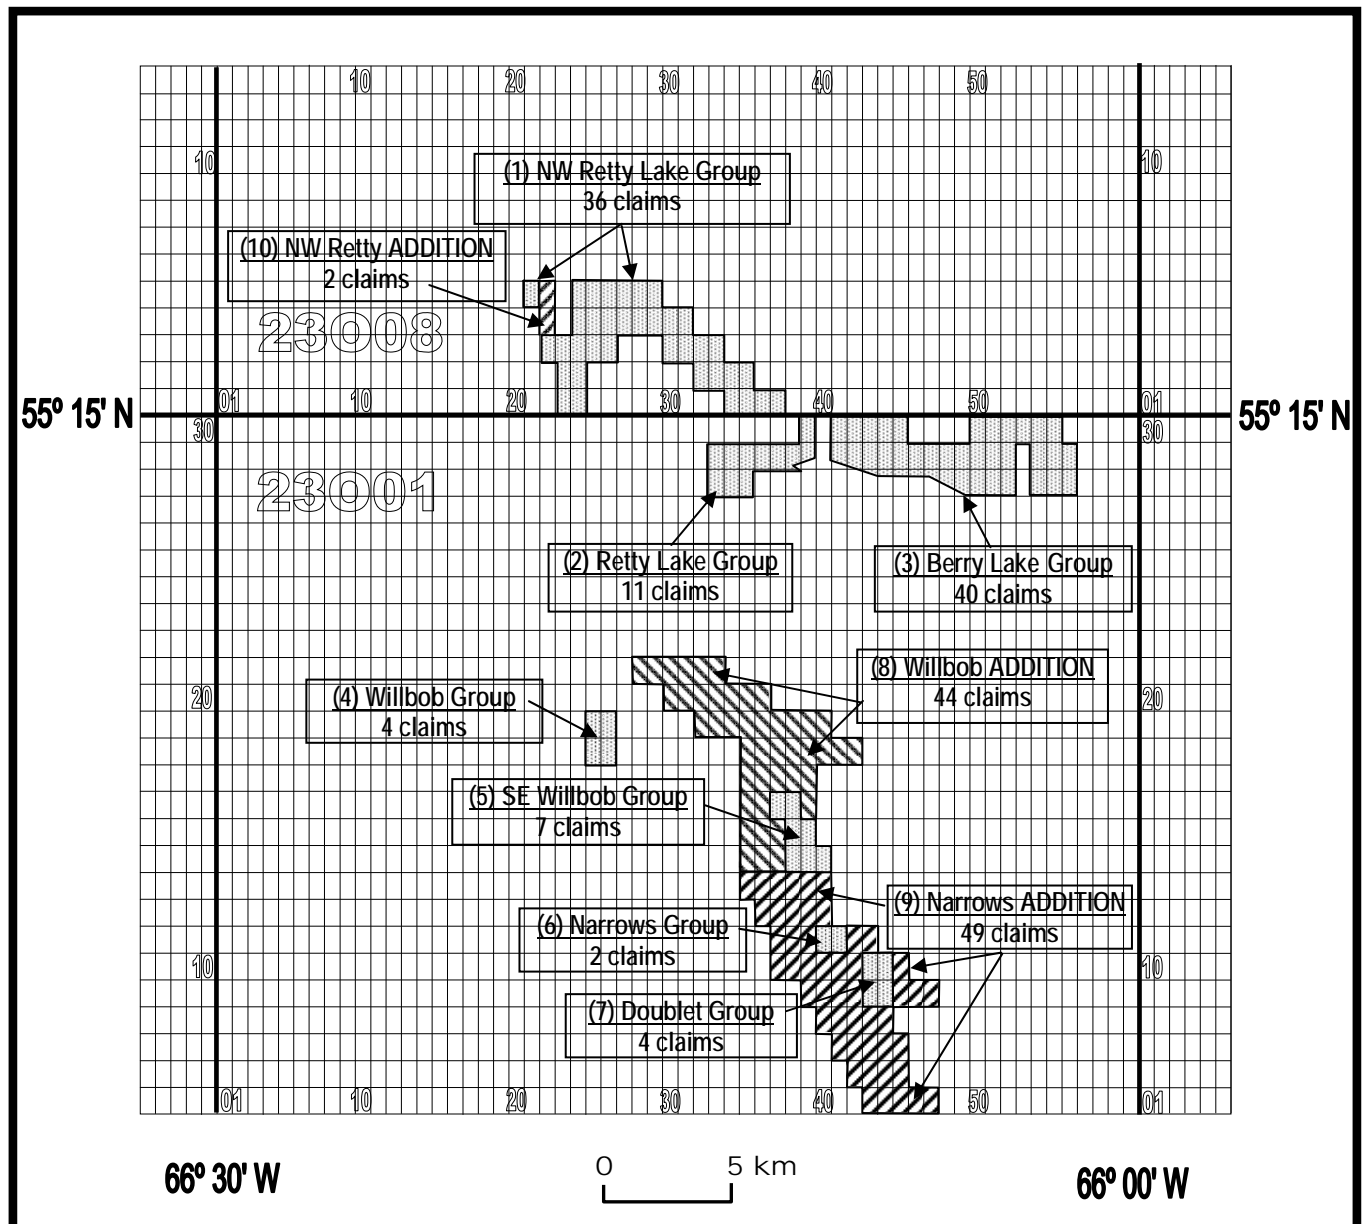 10 20 30 40 50
10 10
(1) NW Retty Lake Group
36 claims
(10) NW Retty ADDITION
2 claims
23O08
01 10 20 30 40 50 01
55º 15' N 55º 15' N
30 30
23O01
(2) Retty Lake Group
11 claims
(3) Berry Lake Group
40 claims
(8) Willbob ADDITION
44 claims
20 20
(4) Willbob Group
4 claims
(5) SE Willbob Group
7 claims
(9) Narrows ADDITION
49 claims
(6) Narrows Group
2 claims
10 10
(7) Doublet Group
4 claims
01 10 20 30 40 50 01
0 5 km
66º 30' W 66º 00' W